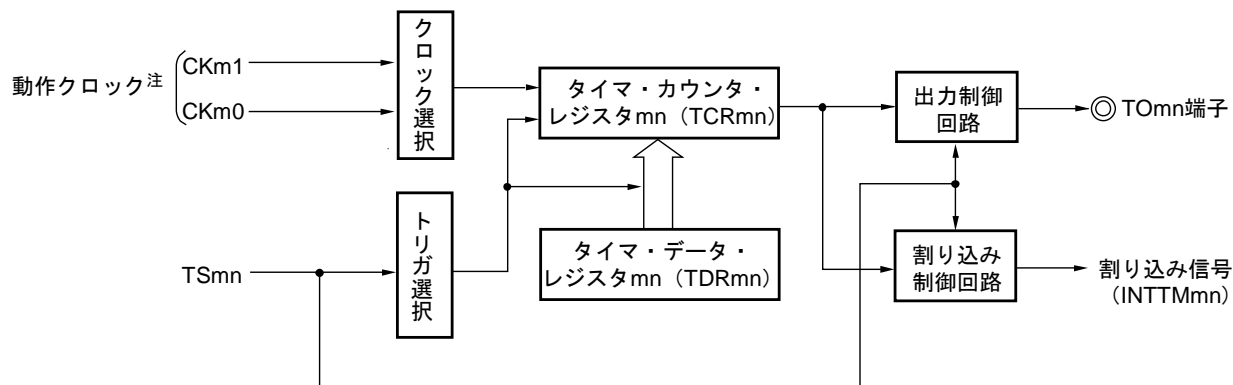 動作クロック注
CKm1
CKm0
クロック選択
タイマ・カウンタ・
レジスタmn（TCRmn）
出力制御
回路
TOmn端子
TSmn
トリガ選択
タイマ・データ・
レジスタmn（TDRmn）
割り込み
制御回路
割り込み信号
（INTTMmn）